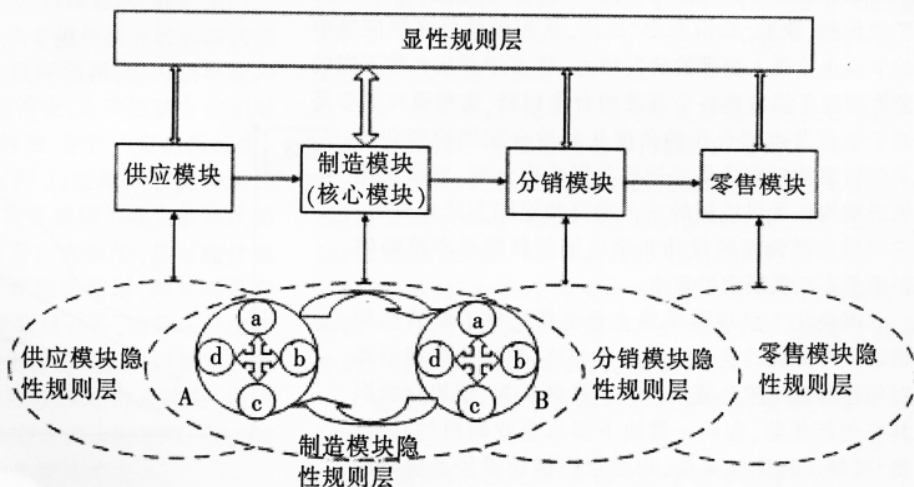 显性规则层
供应模块
制造模块
(核心模块)
分销模块
零售模块
供应模块隐
性规则层
A
a
d
b
c
a
d
b
c
B
分销模块隐
性规则层
零售模块隐
性规则层
制造模块隐
性规则层